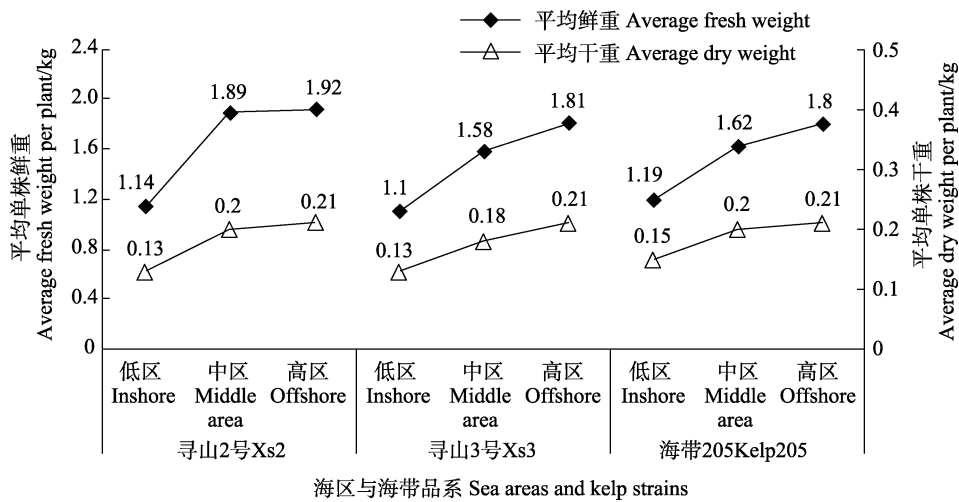 平均鲜重 Average fresh weight
平均干重 Average dry weight
平均单株鲜重
Average fresh weight per plant/kg
2.4
2.0
1.6
1.2
0.8
0.4
0
1.14
1.89
1.92
0.13
0.2
0.21
1.1
1.58
1.81
0.13
0.18
0.21
1.19
1.62
1.8
0.15
0.2
0.21
0.5
0.4
0.3
0.2
0.1
0
平均单株干重
Average dry weight per plant/kg
低区 中区 高区 低区 中区 高区 低区 中区 高区
Inshore Middle Offshore Inshore Middle Offshore Inshore Middle Offshore
area area area
寻山2号Xs2 寻山3号Xs3 海带205Kelp205
海区与海带品系 Sea areas and kelp strains